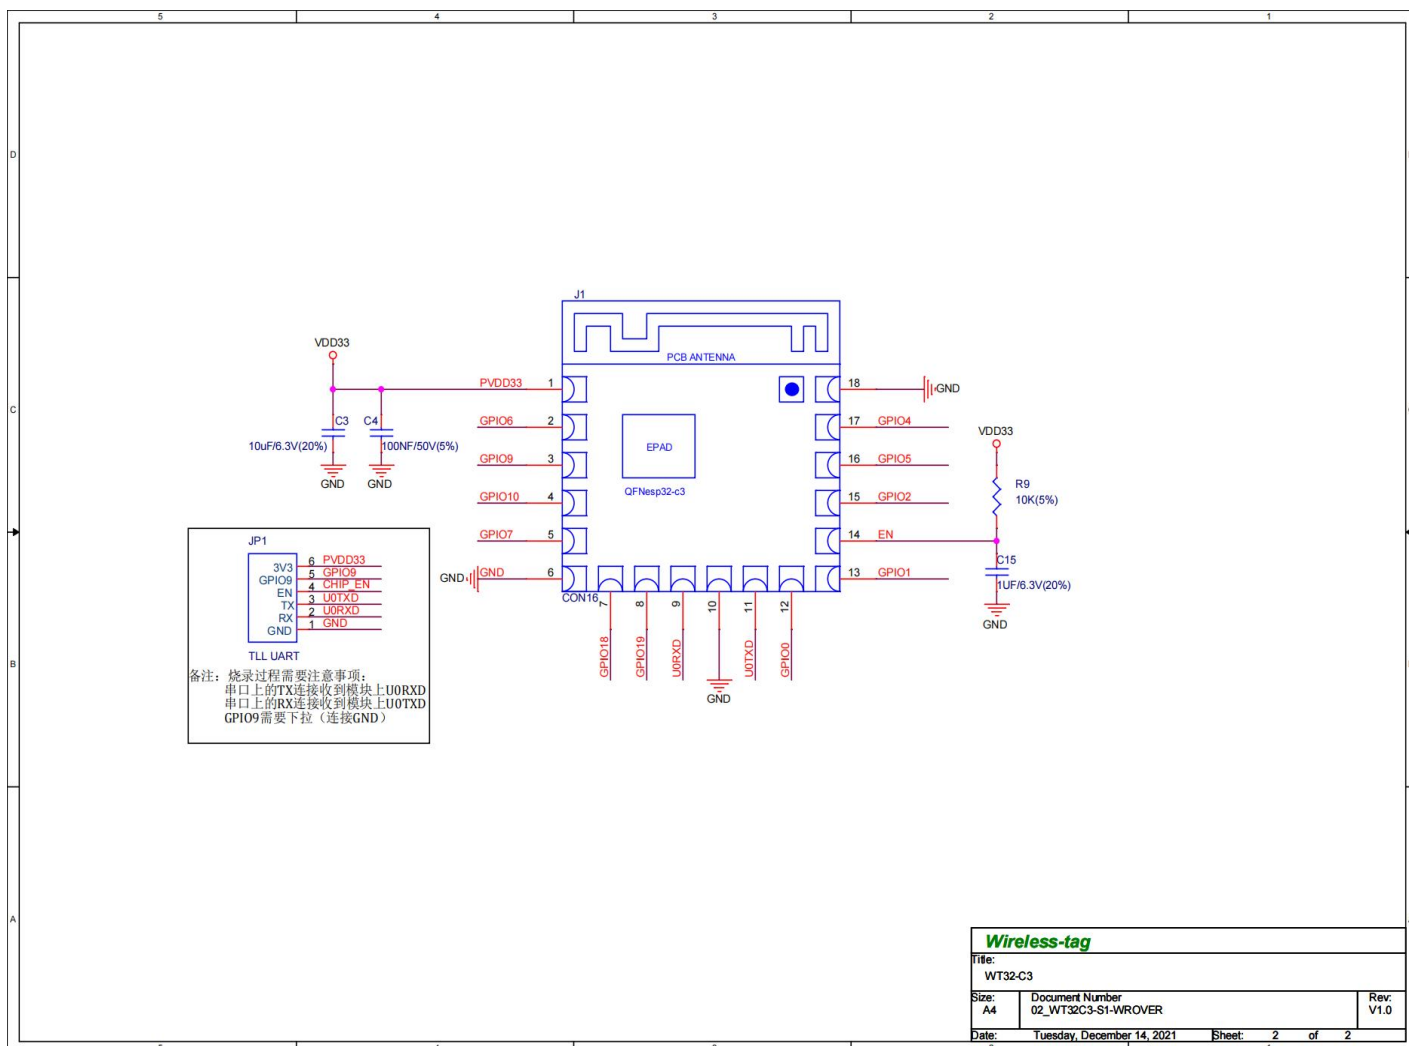 5 4 3 2 1
D
C
B
A
J1
PCB ANTENNA
VDD33
PVDD33 1
18 GND
GPIO6 2
17 GPIO4
C3 C4
10uF/6.3V(20%) 100NF/50V(5%)
GND GND
EPAD
QFNesp32-c3
GPIO9 3
16 GPIO5
VDD33
GPIO10 4
15 GPIO2
R9
10K(5%)
GPIO7 5
14 EN
C15
1UF/6.3V(20%)
GND
GND GND 6
13 GPIO1
CON16
7 8 9 10 11 12
GPIO18 GPIO19 U0RXD GND U0TXD GPIO0
JP1
3V3 6 PVDD33
GPIO9 5 GPIO9
EN 4 CHIP_EN
TX 3 U0TXD
RX 2 U0RXD
GND 1 GND
TLL UART
备注：烧录过程需要注意事项：
串口上的TX连接收到模块上U0RXD
串口上的RX连接收到模块上U0TXD
GPIO9需要下拉（连接GND）
Wireless-tag
Title:
WT32-C3
Size: Document Number Rev:
A4 02_WT32C3-S1-WROVER V1.0
Date: Tuesday, December 14, 2021 Sheet: 2 of 2